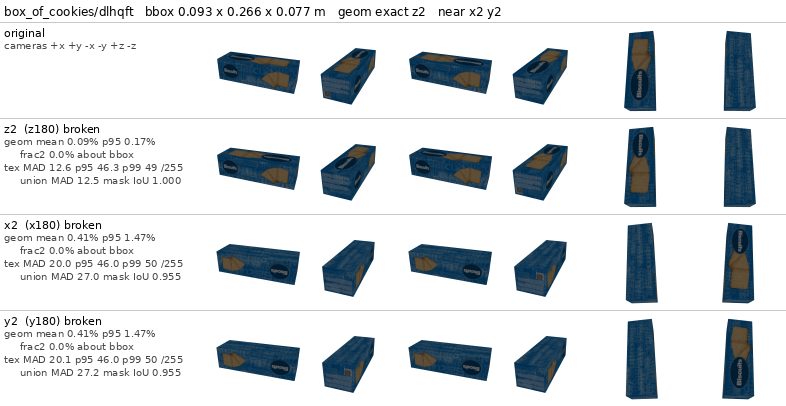 box_of_cookies/dlhqft bbox 0.093 x 0.266 x 0.077 m geom exact z2 near x2 y2
original
cameras +x +y -x -y +z -z
Biscuits
z2 (z180) broken
geom mean 0.09% p95 0.17%
frac2 0.0% about bbox
tex MAD 12.6 p95 46.3 p99 49 /255
union MAD 12.5 mask IoU 1.000
Biscuits
x2 (x180) broken
geom mean 0.41% p95 1.47%
frac2 0.0% about bbox
tex MAD 20.0 p95 46.0 p99 50 /255
union MAD 27.0 mask IoU 0.955
Biscuits
y2 (y180) broken
geom mean 0.41% p95 1.47%
frac2 0.0% about bbox
tex MAD 20.1 p95 46.0 p99 50 /255
union MAD 27.2 mask IoU 0.955
Biscuits